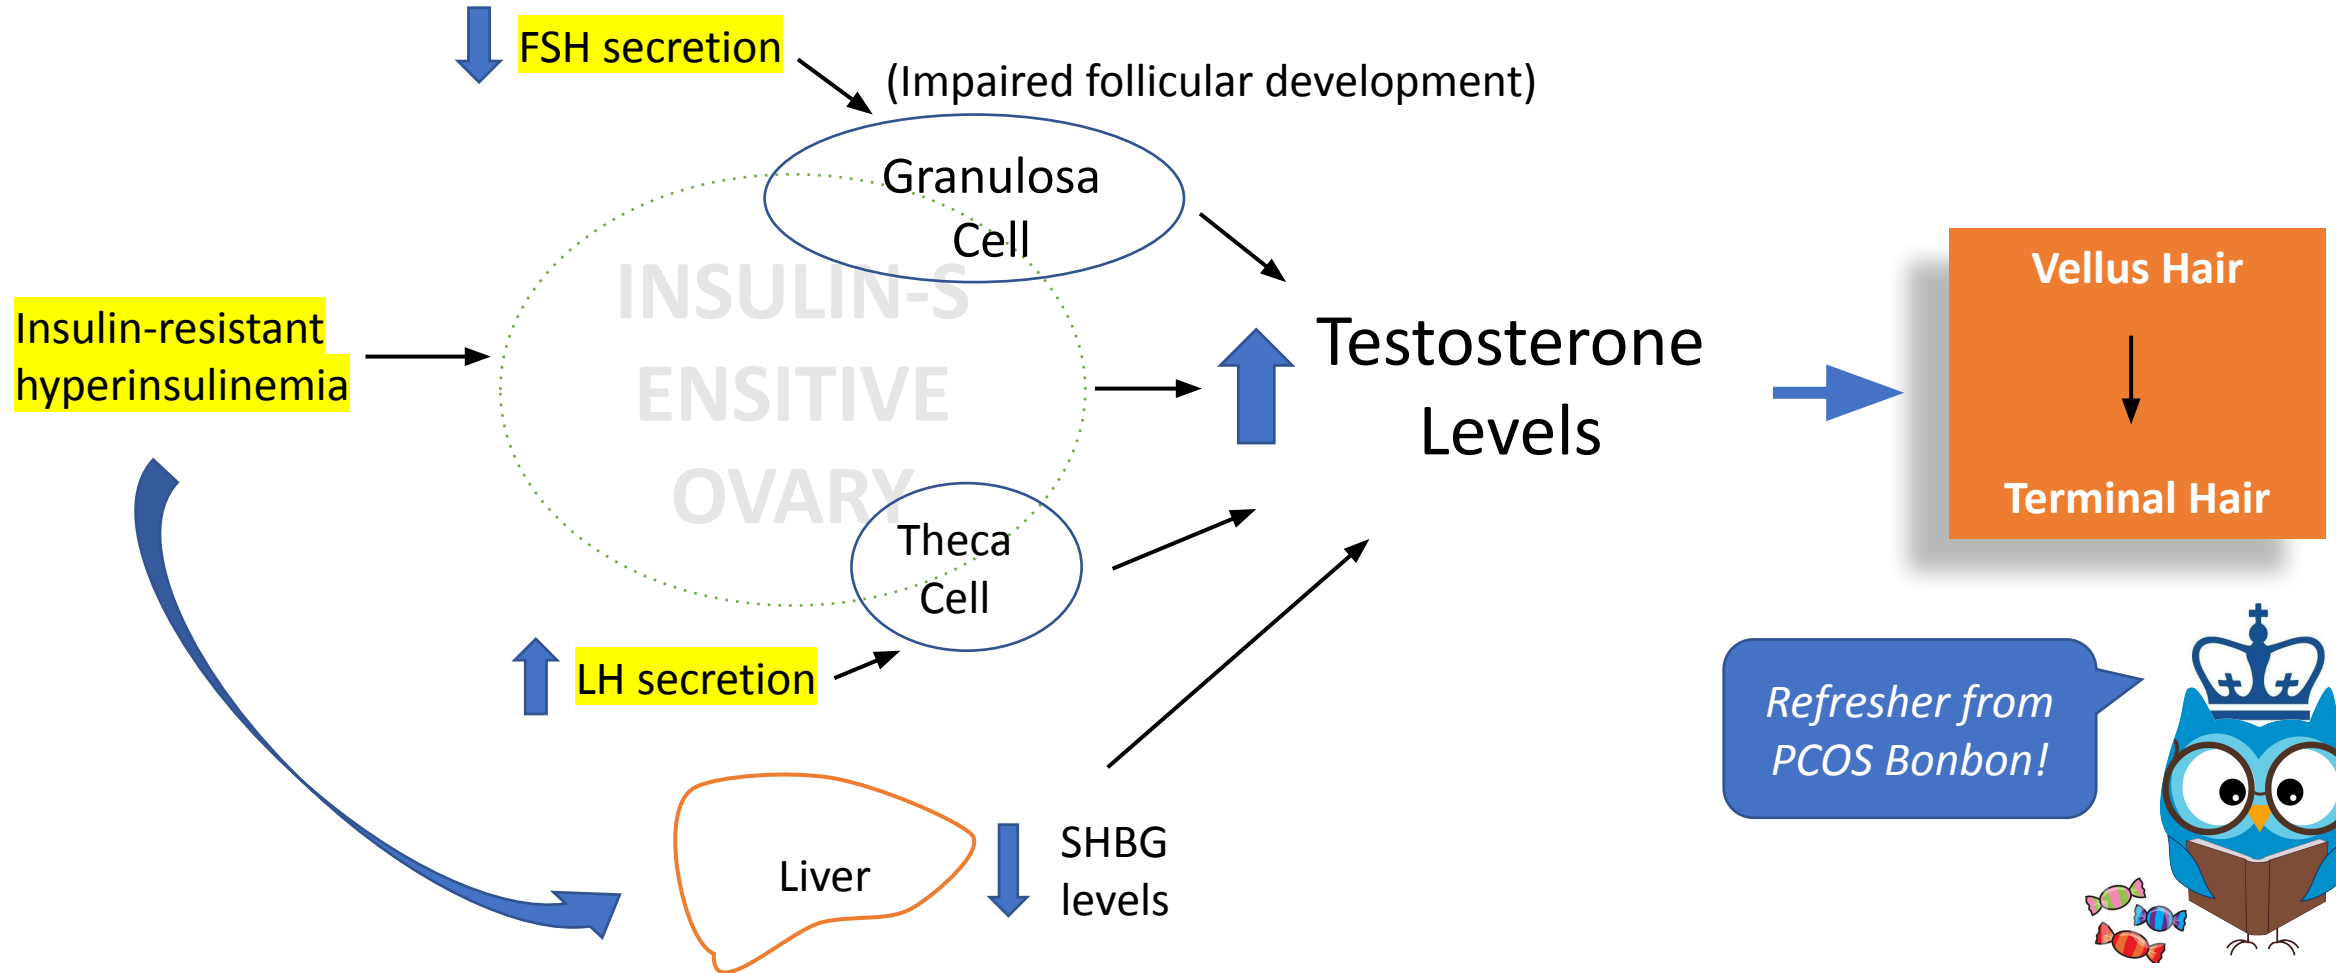 FSH secretion
(Impaired follicular development)
Granulosa
Cell
INSULIN-S
ENSITIVE
OVARY
Insulin-resistant
hyperinsulinemia
Testosterone
Levels
Vellus Hair
Terminal Hair
Theca
Cell
LH secretion
Refresher from
PCOS Bonbon!
Liver
SHBG
levels